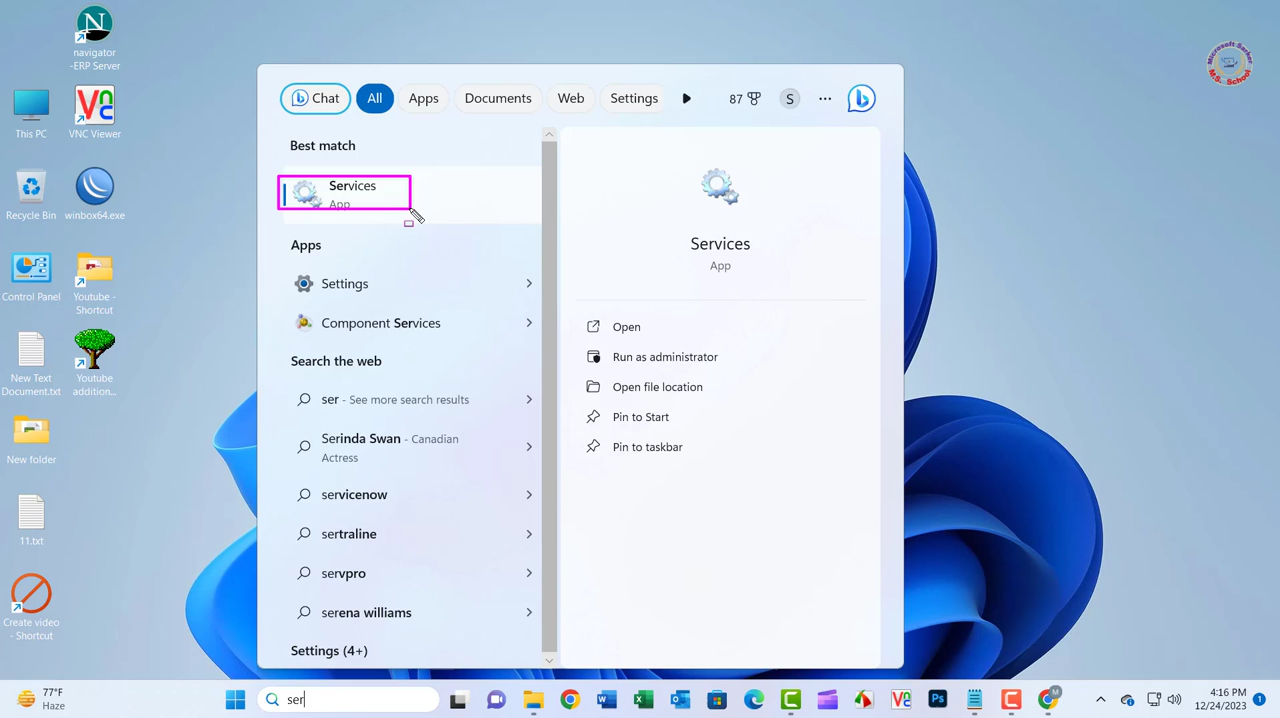 navigator
-ERP Server
This PC
VNC Viewer
Recycle Bin
winbox64.exe
Control Panel
Youtube -
Shortcut
New Text
Document.txt
Youtube
addition...
New folder
11.txt
Create video
- Shortcut
Chat
All
Apps
Documents
Web
Settings
87
S
Best match
Services
App
Apps
Settings
Component Services
Search the web
ser - See more search results
Serinda Swan - Canadian
Actress
servicenow
sertraline
servpro
serena williams
Settings (4+)
Services
App
Open
Run as administrator
Open file location
Pin to Start
Pin to taskbar
Microsoft Sarker
M.S School
77°F
Haze
ser
4:16 PM
12/24/2023